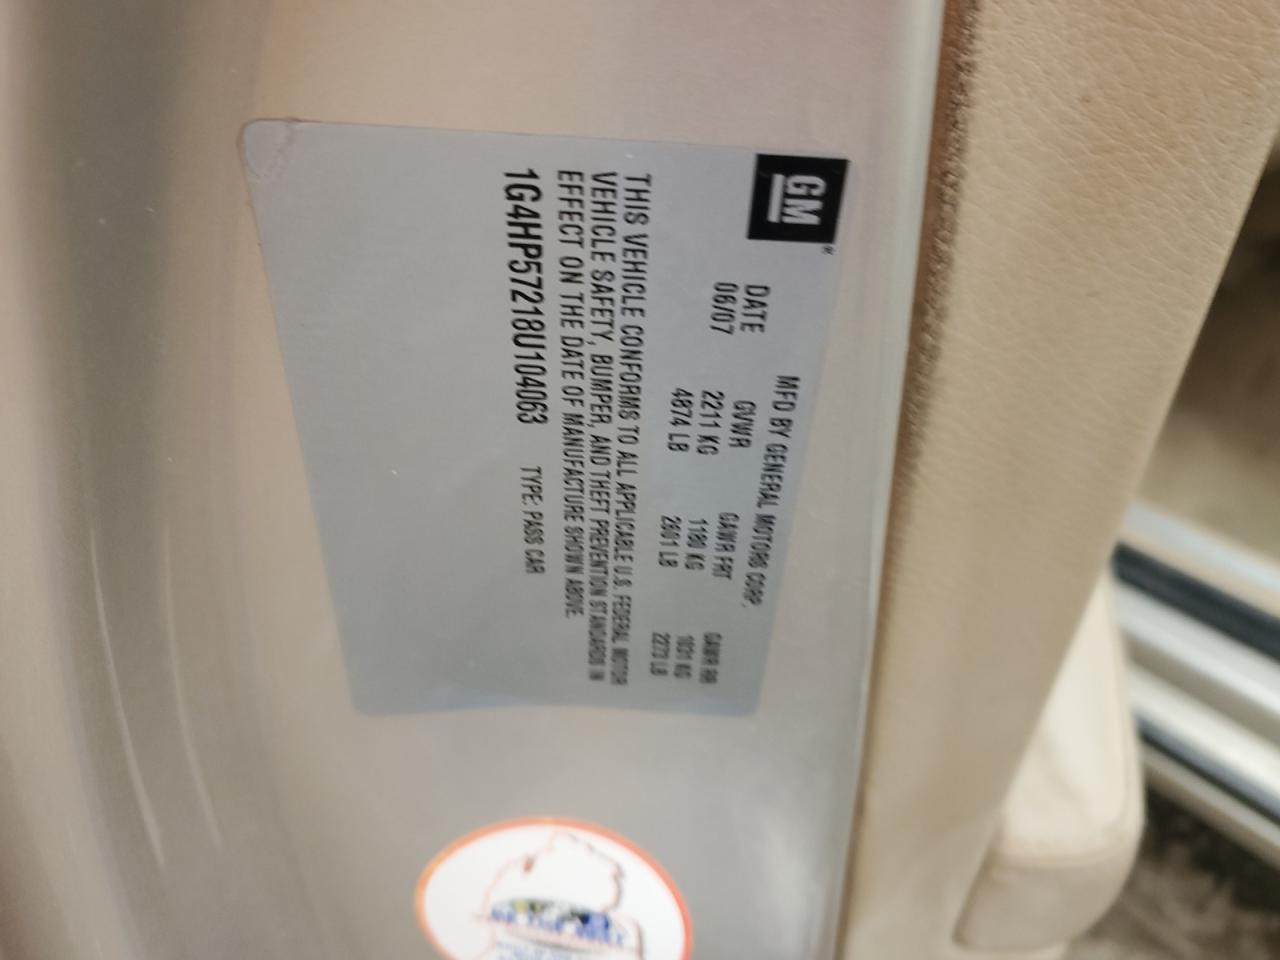 GM
MFD BY GENERAL MOTORS CORP.
DATE GVWR GAWR FRT GAWR RR
06/07 2211 KG 1180 KG 1031 KG
4874 LB 2601 LB 2273 LB
THIS VEHICLE CONFORMS TO ALL APPLICABLE U.S. FEDERAL MOTOR
VEHICLE SAFETY, BUMPER, AND THEFT PREVENTION STANDARDS IN
EFFECT ON THE DATE OF MANUFACTURE SHOWN ABOVE.
1G4HP57218U104063 TYPE: PASS CAR